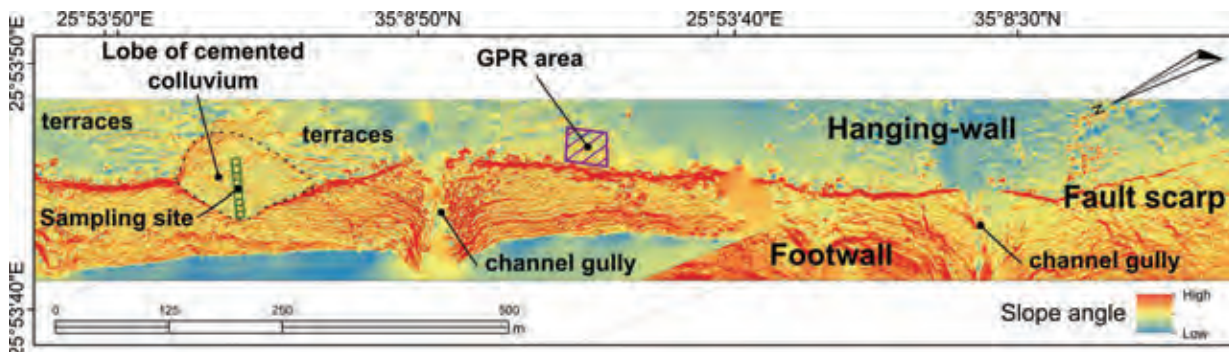 25°53'50"E
35°8'50"N
25°53'40"E
35°8'30"N
25°53'50"E
25°53'40"E
Lobe of cemented
colluvium
GPR area
N
terraces
terraces
Hanging-wall
Sampling site
Fault scarp
channel gully
Footwall
channel gully
0
125
250
500
m
Slope angle
High
Low